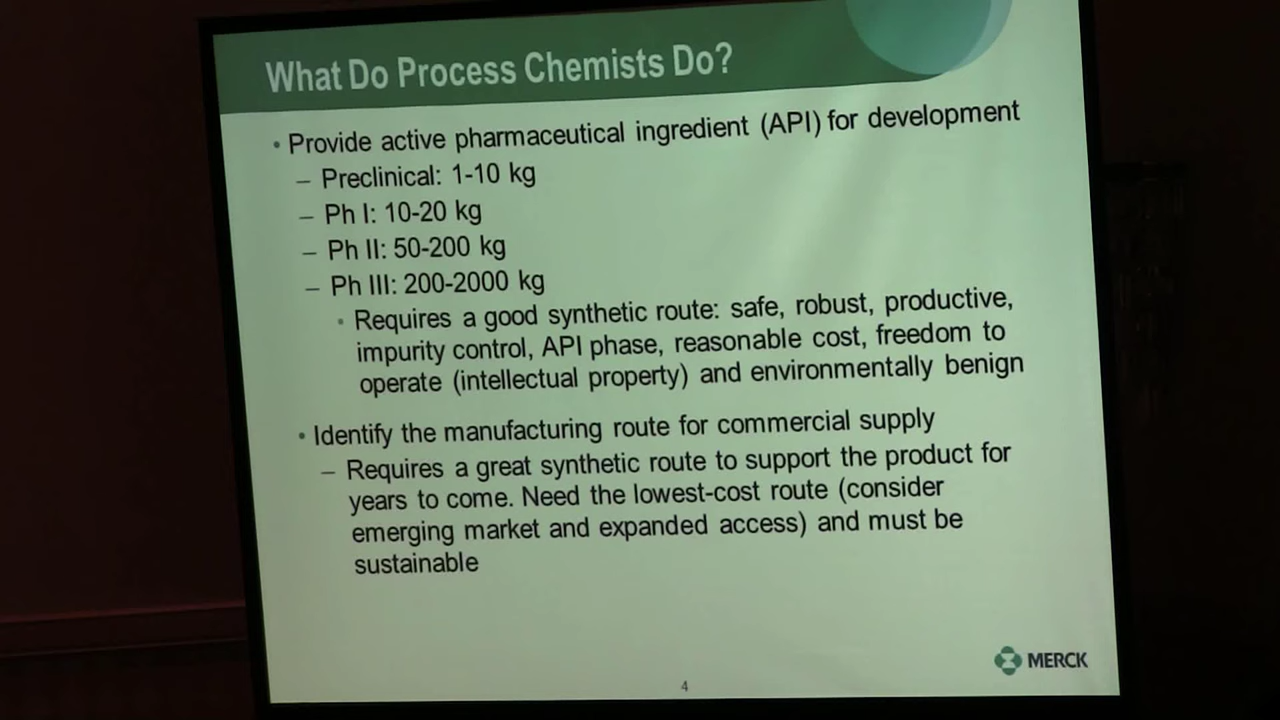 What Do Process Chemists Do?
• Provide active pharmaceutical ingredient (API) for development
– Preclinical: 1-10 kg
– Ph I: 10-20 kg
– Ph II: 50-200 kg
– Ph III: 200-2000 kg
• Requires a good synthetic route: safe, robust, productive,
impurity control, API phase, reasonable cost, freedom to
operate (intellectual property) and environmentally benign
• Identify the manufacturing route for commercial supply
– Requires a great synthetic route to support the product for
years to come. Need the lowest-cost route (consider
emerging market and expanded access) and must be
sustainable
MERCK
4